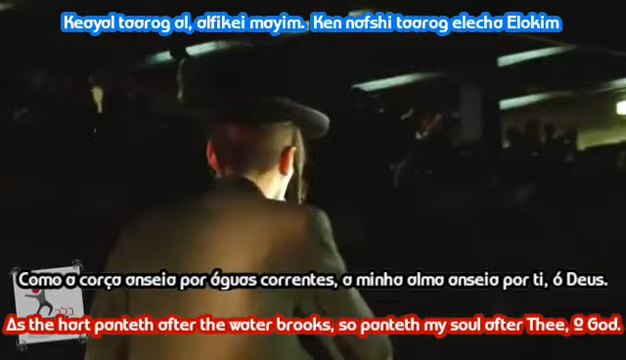 Keayal taarog al, alfikei mayim. Ken nafshi taarog elecha Elokim
Como a corça anseia por águas correntes, a minha alma anseia por ti, ó Deus.
As the hart panteth after the water brooks, so panteth my soul after Thee, O God.